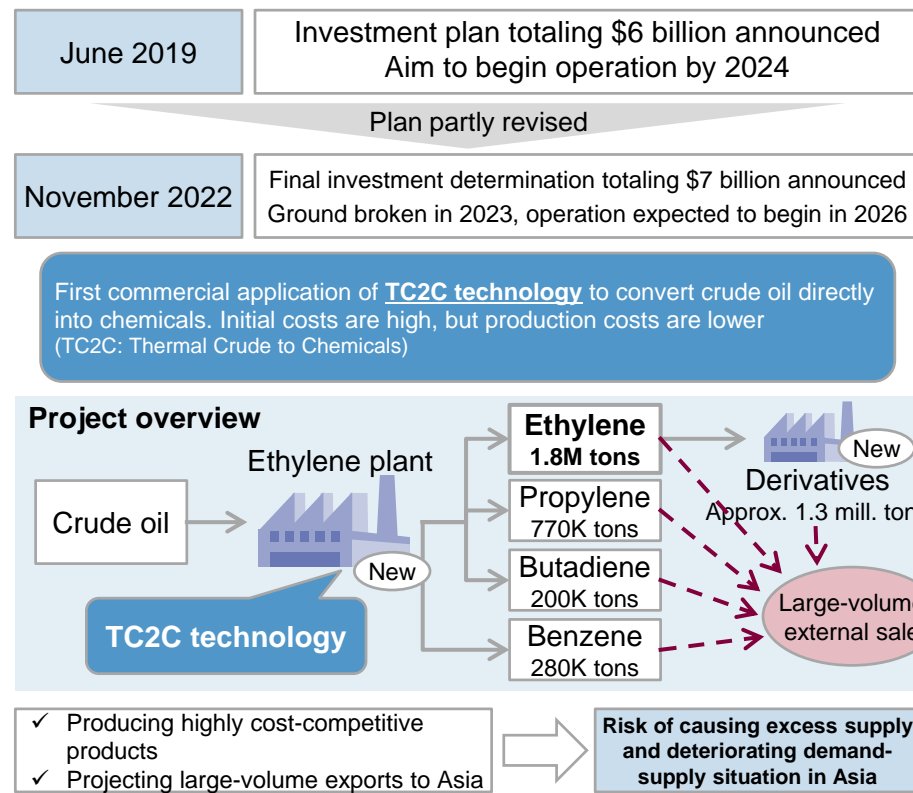 June 2019
Investment plan totaling $6 billion announced
Aim to begin operation by 2024
Plan partly revised
November 2022
Final investment determination totaling $7 billion announced
Ground broken in 2023, operation expected to begin in 2026
First commercial application of TC2C technology to convert crude oil directly
into chemicals. Initial costs are high, but production costs are lower
(TC2C: Thermal Crude to Chemicals)
Project overview
Crude oil
Ethylene plant
New
TC2C technology
Ethylene
1.8M tons
Propylene
770K tons
Butadiene
200K tons
Benzene
280K tons
New
Derivatives
Approx. 1.3 mill. ton
Large-volume
external sale
✓ Producing highly cost-competitive
products
✓ Projecting large-volume exports to Asia
Risk of causing excess supply
and deteriorating demand-
supply situation in Asia